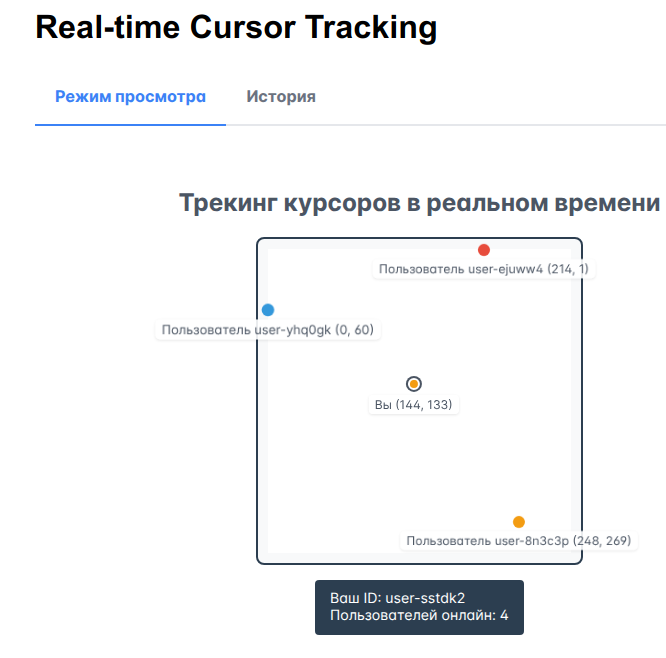 Real-time Cursor Tracking
Режим просмотра
История
Трекинг курсоров в реальном времени
Пользователь user-ejuww4 (214, 1)
Пользователь user-yhq0gk (0, 60)
Вы (144, 133)
Пользователь user-8n3c3p (248, 269)
Ваш ID: user-sstdk2
Пользователей онлайн: 4